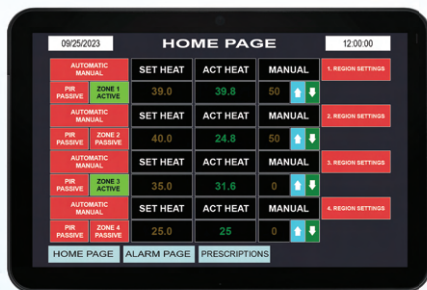 09/25/2023 HOME PAGE 12:00:00
AUTOMATIC MANUAL SET HEAT ACT HEAT MANUAL 1. REGION SETTINGS
PIR PASSIVE ZONE 1 ACTIVE 39.0 39.8 50
AUTOMATIC MANUAL SET HEAT ACT HEAT MANUAL 2. REGION SETTINGS
PIR PASSIVE ZONE 2 PASSIVE 40.0 24.8 50
AUTOMATIC MANUAL SET HEAT ACT HEAT MANUAL 3. REGION SETTINGS
PIR PASSIVE ZONE 3 ACTIVE 35.0 31.6 0
AUTOMATIC MANUAL SET HEAT ACT HEAT MANUAL 4. REGION SETTINGS
PIR PASSIVE ZONE 4 PASSIVE 25.0 25 0
HOME PAGE ALARM PAGE PRESCRIPTIONS